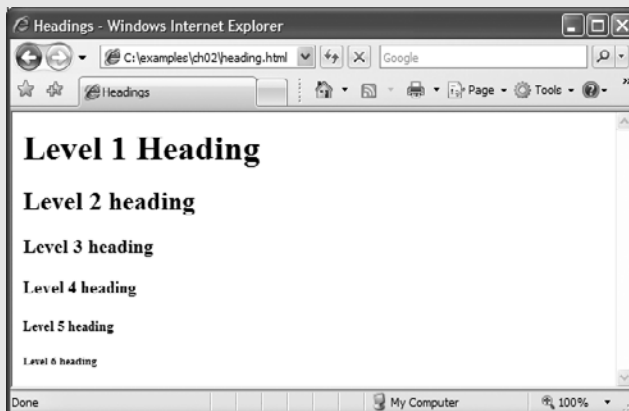 Headings - Windows Internet Explorer
C:\examples\ch02\heading.html
Google
Headings
Page
Tools
Level 1 Heading
Level 2 heading
Level 3 heading
Level 4 heading
Level 5 heading
Level 6 heading
Done
My Computer
100%